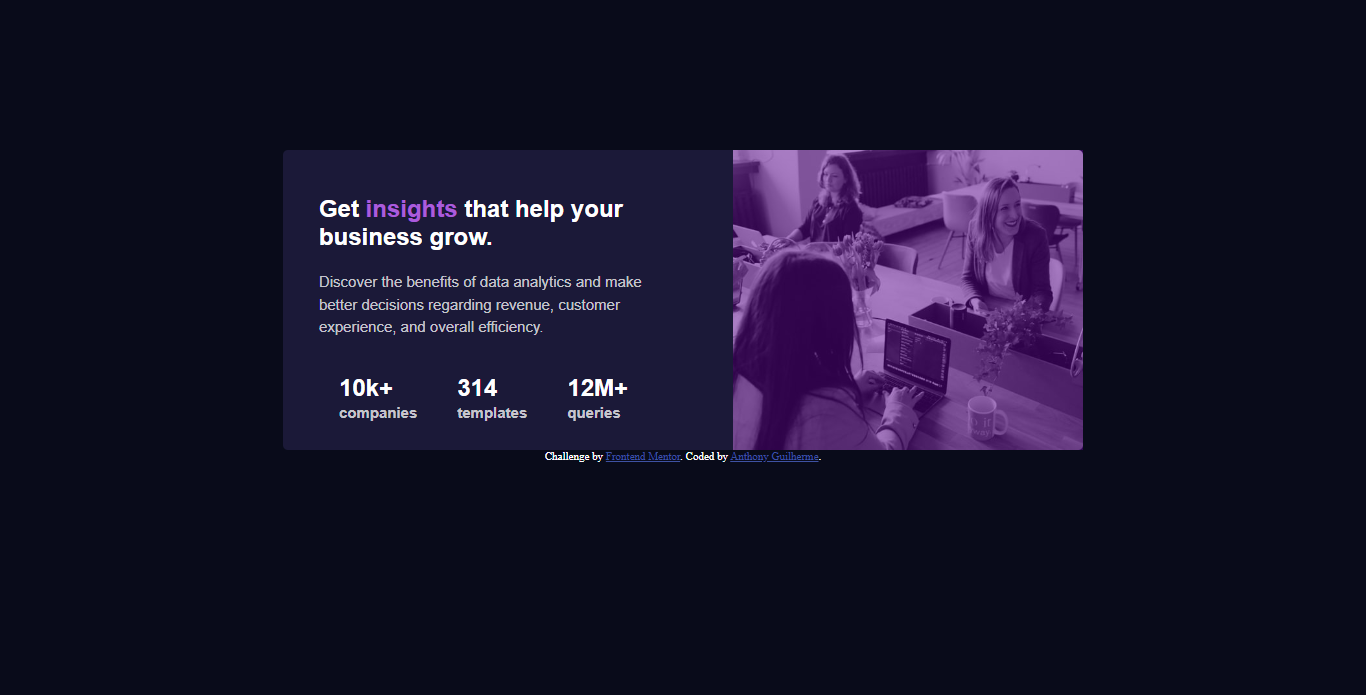 Get insights that help your
business grow.
Discover the benefits of data analytics and make
better decisions regarding revenue, customer
experience, and overall efficiency.
10k+ 314 12M+
companies templates queries
Challenge by Frontend Mentor. Coded by Anthony Guilherme.